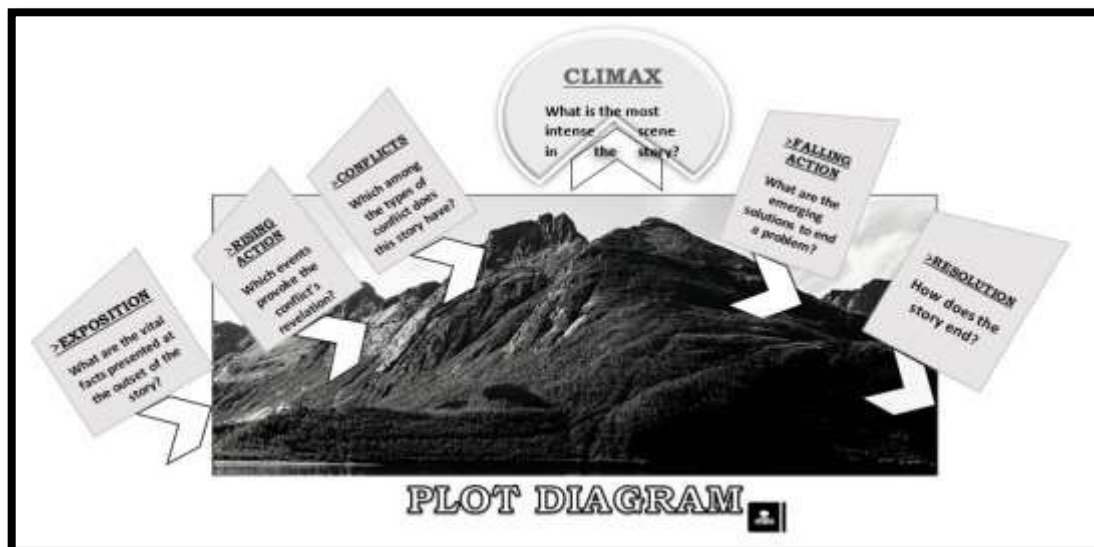 >EXPOSITION
What are the vital
facts presented at
the outset of the
story?
>RISING
ACTION
Which events
provoke the
conflict's
revelation?
>CONFLICTS
Which among
the types of
conflict does
this story have?
CLIMAX
What is the most
intense scene
in the story?
>FALLING
ACTION
What are the
emerging
solutions to end
a problem?
>RESOLUTION
How does the
story end?
PLOT DIAGRAM